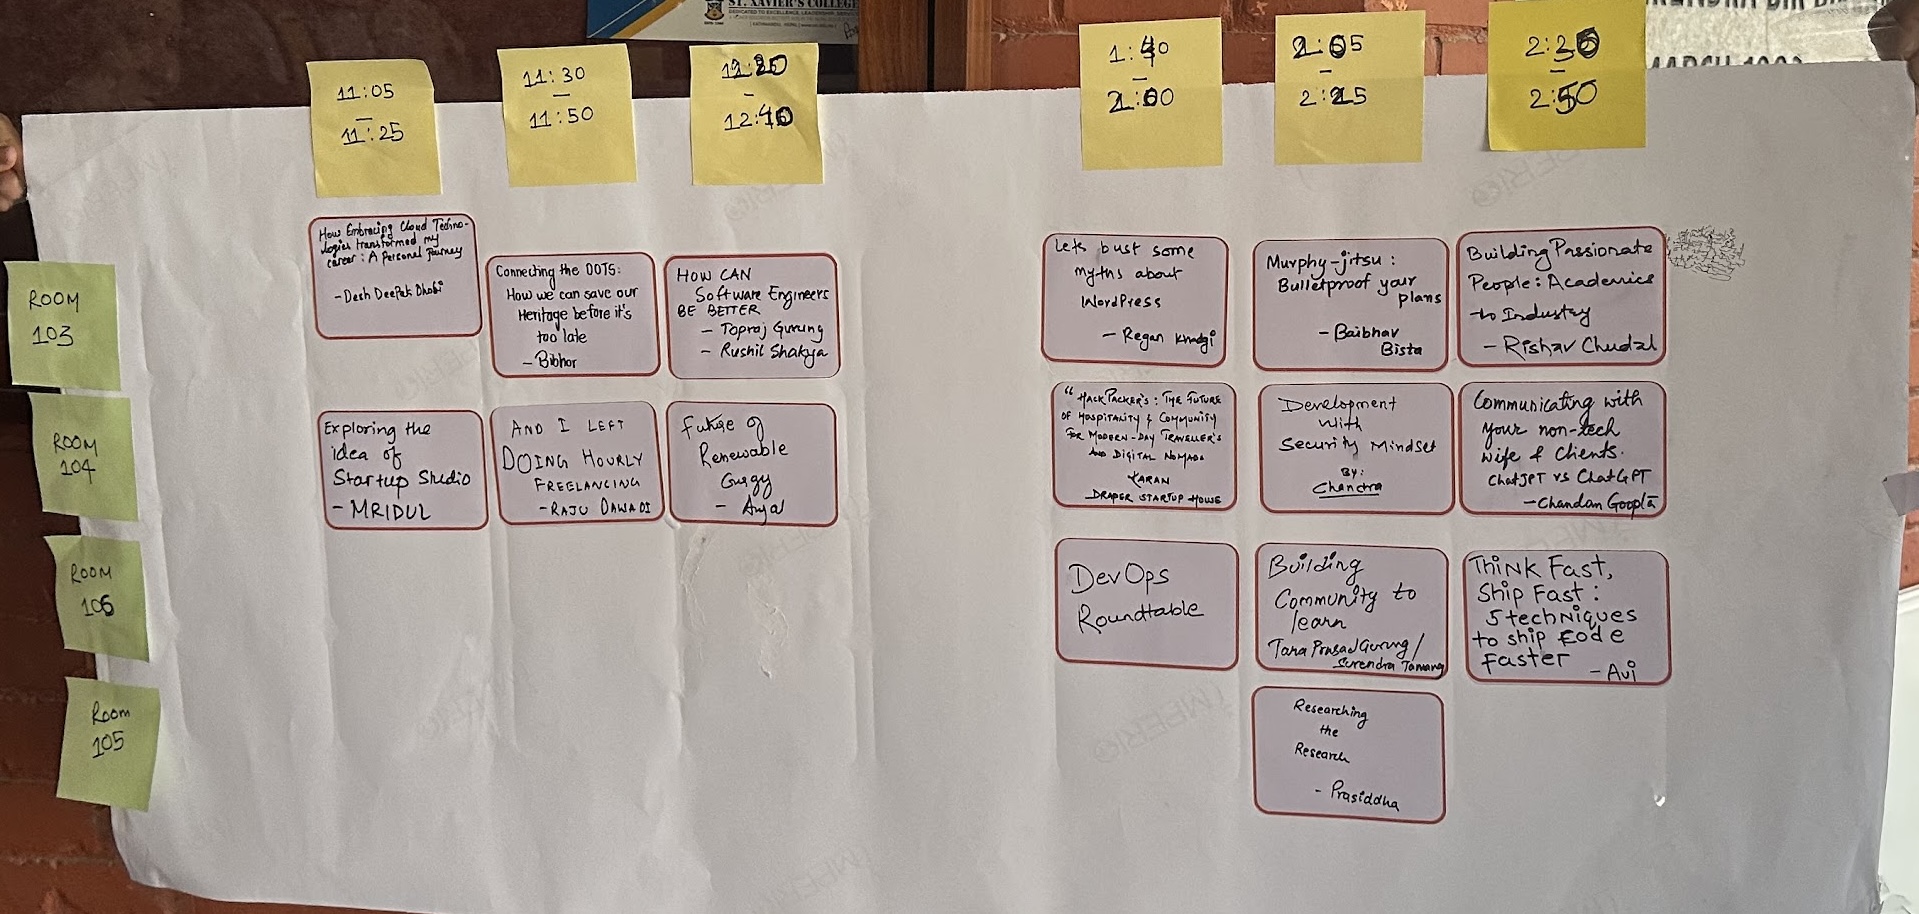 ST. XAVIER'S COLLEGE
11:05
–
11:25
11:30
–
11:50
12:20
–
12:40
1:40
–
2:00
2:05
–
2:25
2:30
–
2:50
ROOM
103
How Embracing Cloud Techno-
logies transformed my
career: A Personal Journey
- Desh Deepak Dhobi
Connecting the DOTS:
How we can save our
Heritage before it's
too late
- Bibhor
HOW CAN
Software Engineers
BE BETTER
- Topraj Gurung
- Rushil Shakya
Lets bust some
myths about
WordPress
- Regan
Murphy-jitsu:
Bulletproof your
plans
- Baibhav
Bista
Building Passionate
People: Academics
to Industry
- Rishav Chudal
ROOM
104
Exploring the
idea of
Startup Studio
- MRIDUL
AND I LEFT
DOING HOURLY
FREELANCING
- RAJU DAWADI
Future of
Renewable
- 
"HACKPACKER'S: THE FUTURE
OF HOSPITALITY & COMMUNITY
FOR MODERN-DAY TRAVELLER'S
AND DIGITAL NOMADS
KARAN
DRAPER STARTUP HOUSE
Development
With
Security Mindset
BY:
Chandra
Communicating with
your non-tech
wife & clients.
ChatJPT vs ChatGPT
- Chandan Goopta
ROOM
106
DevOps
Roundtable
Building
Community to
learn
Tara Prasad Gurung /
Surendra Tamang
Think Fast,
Ship Fast:
5 techniques
to ship code
faster
- Avi
Room
105
Researching
the
Research
- Prasiddha